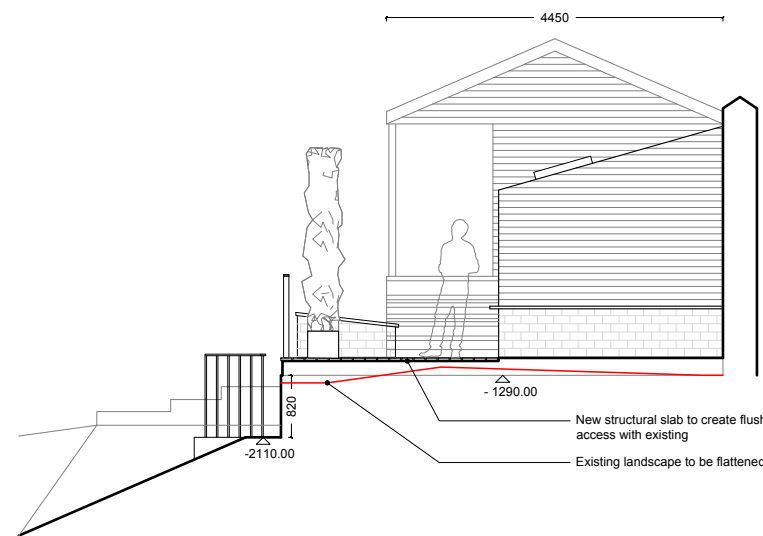 4450
820
- 1290.00
New structural slab to create flush
access with existing
-2110.00
Existing landscape to be flattened